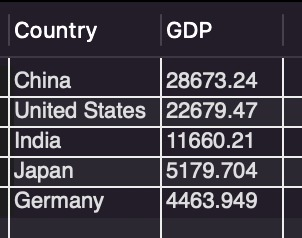 Country GDP
China 28673.24
United States 22679.47
India 11660.21
Japan 5179.704
Germany 4463.949